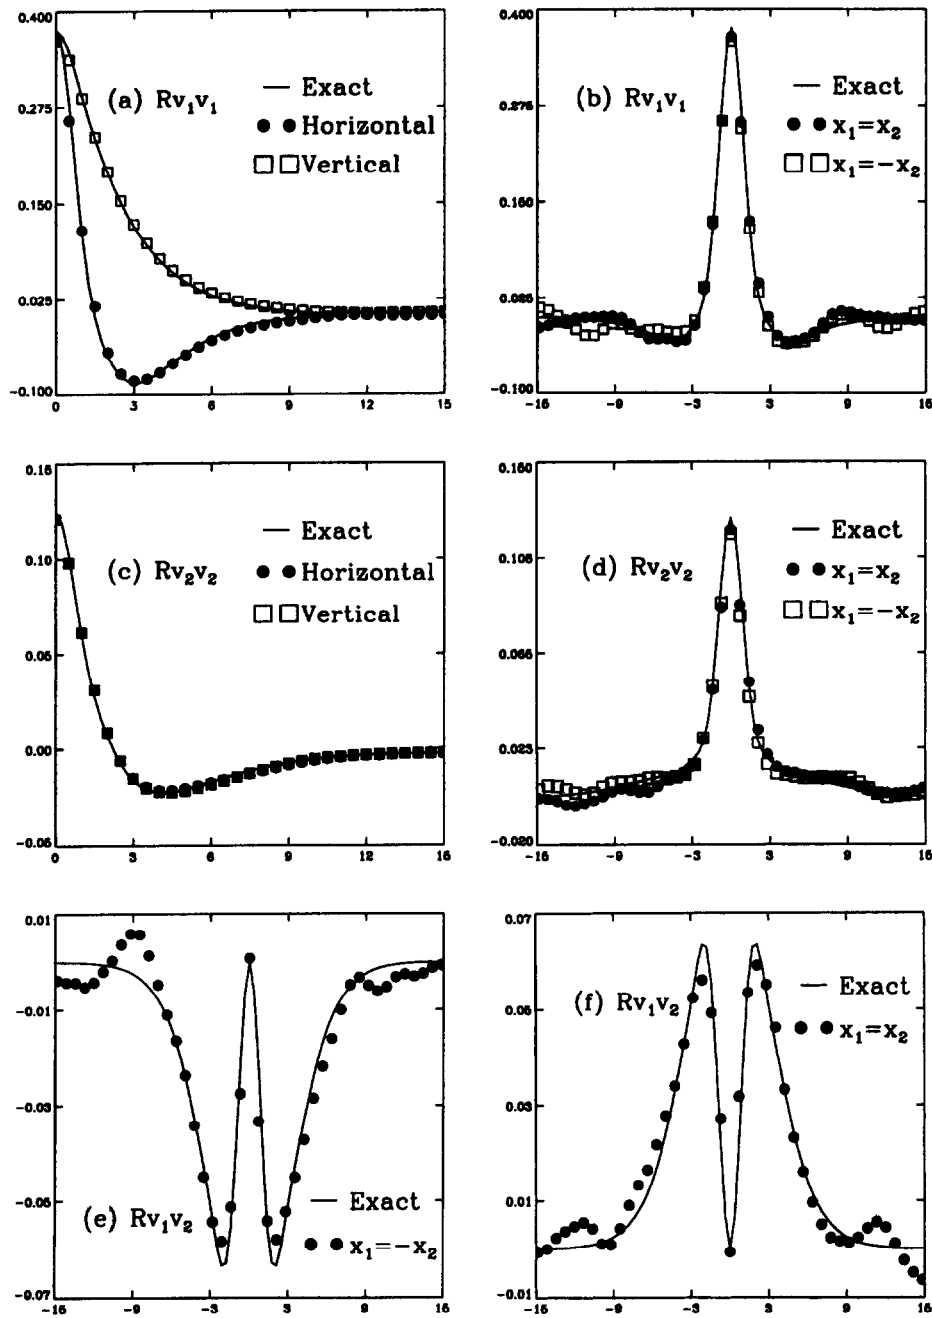 0.400
0.275
0.150
0.025
-0.100
(a) Rv₁v₁
Exact
Horizontal
Vertical
0 3 6 9 12 15
0.400
0.275
0.150
0.025
-0.100
(b) Rv₁v₁
Exact
x₁=x₂
x₁=-x₂
-15 -9 -3 3 9 15
0.15
0.10
0.05
0.00
-0.05
(c) Rv₂v₂
Exact
Horizontal
Vertical
0 3 6 9 12 15
0.150
0.108
0.065
0.023
-0.020
(d) Rv₂v₂
Exact
x₁=x₂
x₁=-x₂
-15 -9 -3 3 9 15
0.01
-0.01
-0.03
-0.05
-0.07
(e) Rv₁v₂
Exact
x₁=-x₂
-15 -9 -3 3 9 15
0.07
0.05
0.03
0.01
-0.01
(f) Rv₁v₂
Exact
x₁=x₂
-15 -9 -3 3 9 15